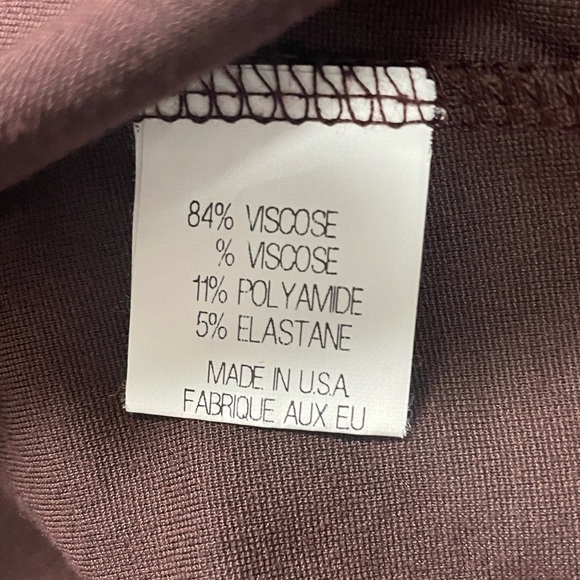 84% VISCOSE
% VISCOSE
11% POLYAMIDE
5% ELASTANE
MADE IN U.S.A
FABRIQUE AUX EU